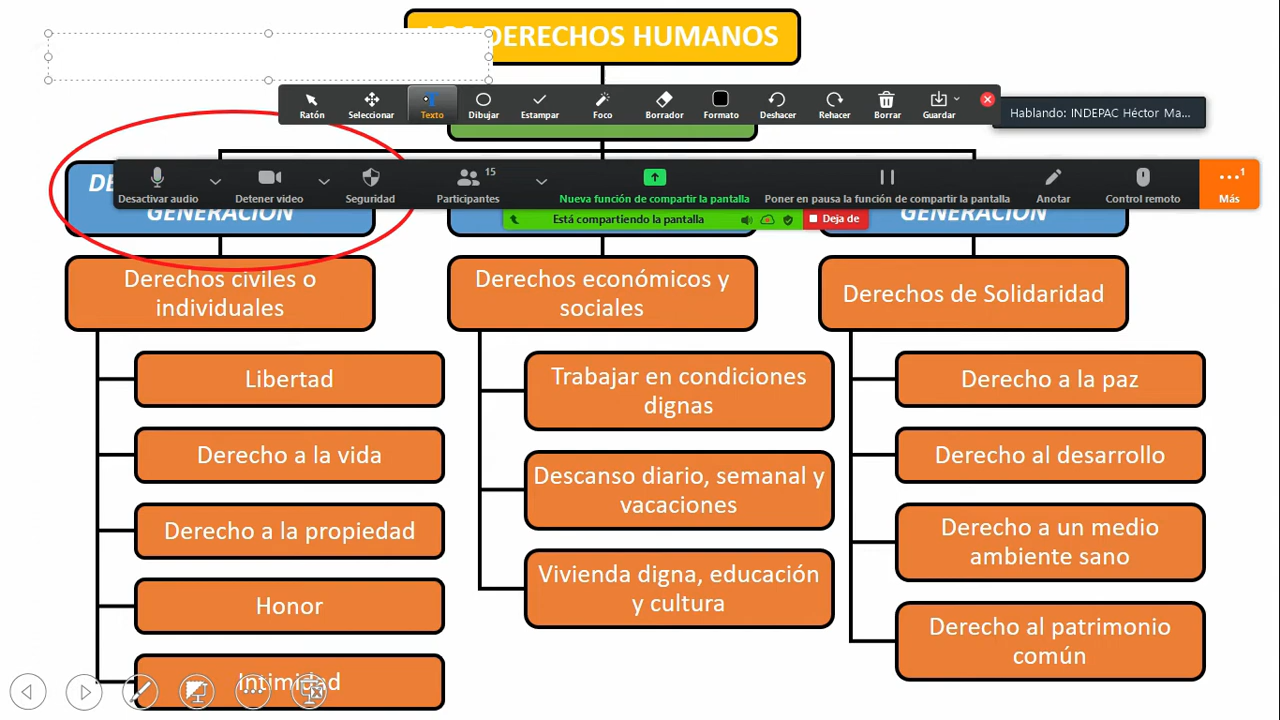 DERECHOS HUMANOS
Ratón
Seleccionar
Texto
Dibujar
Estampar
Foco
Borrador
Formato
Deshacer
Rehacer
Borrar
Guardar
Hablando: INDEPAC Héctor Ma...
Desactivar audio
Detener video
Seguridad
15
Participantes
Nueva función de compartir la pantalla
Poner en pausa la función de compartir la pantalla
Anotar
Control remoto
1
Más
Está compartiendo la pantalla
Deja de
GENERACIÓN
GENERACIÓN
Derechos civiles o
individuales
Libertad
Derecho a la vida
Derecho a la propiedad
Honor
Intimidad
Derechos económicos y
sociales
Trabajar en condiciones
dignas
Descanso diario, semanal y
vacaciones
Vivienda digna, educación
y cultura
Derechos de Solidaridad
Derecho a la paz
Derecho al desarrollo
Derecho a un medio
ambiente sano
Derecho al patrimonio
común